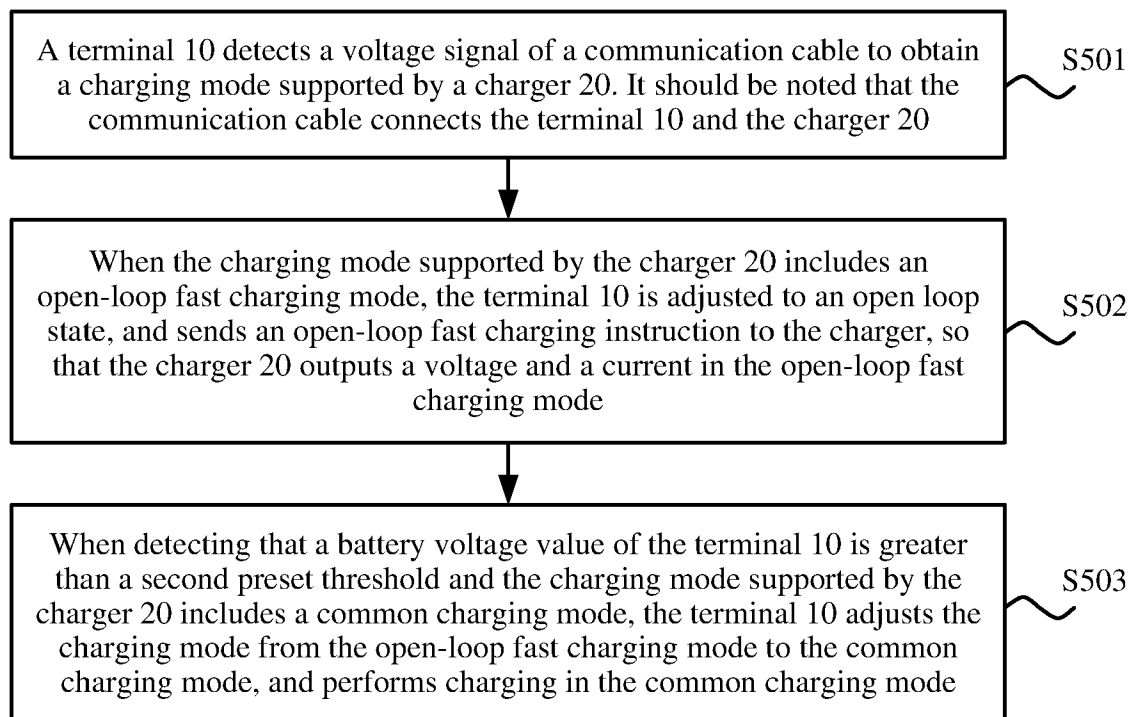 A terminal 10 detects a voltage signal of a communication cable to obtain
a charging mode supported by a charger 20. It should be noted that the
communication cable connects the terminal 10 and the charger 20
S501
When the charging mode supported by the charger 20 includes an
open-loop fast charging mode, the terminal 10 is adjusted to an open loop
state, and sends an open-loop fast charging instruction to the charger, so
that the charger 20 outputs a voltage and a current in the open-loop fast
charging mode
S502
When detecting that a battery voltage value of the terminal 10 is greater
than a second preset threshold and the charging mode supported by the
charger 20 includes a common charging mode, the terminal 10 adjusts the
charging mode from the open-loop fast charging mode to the common
charging mode, and performs charging in the common charging mode
S503